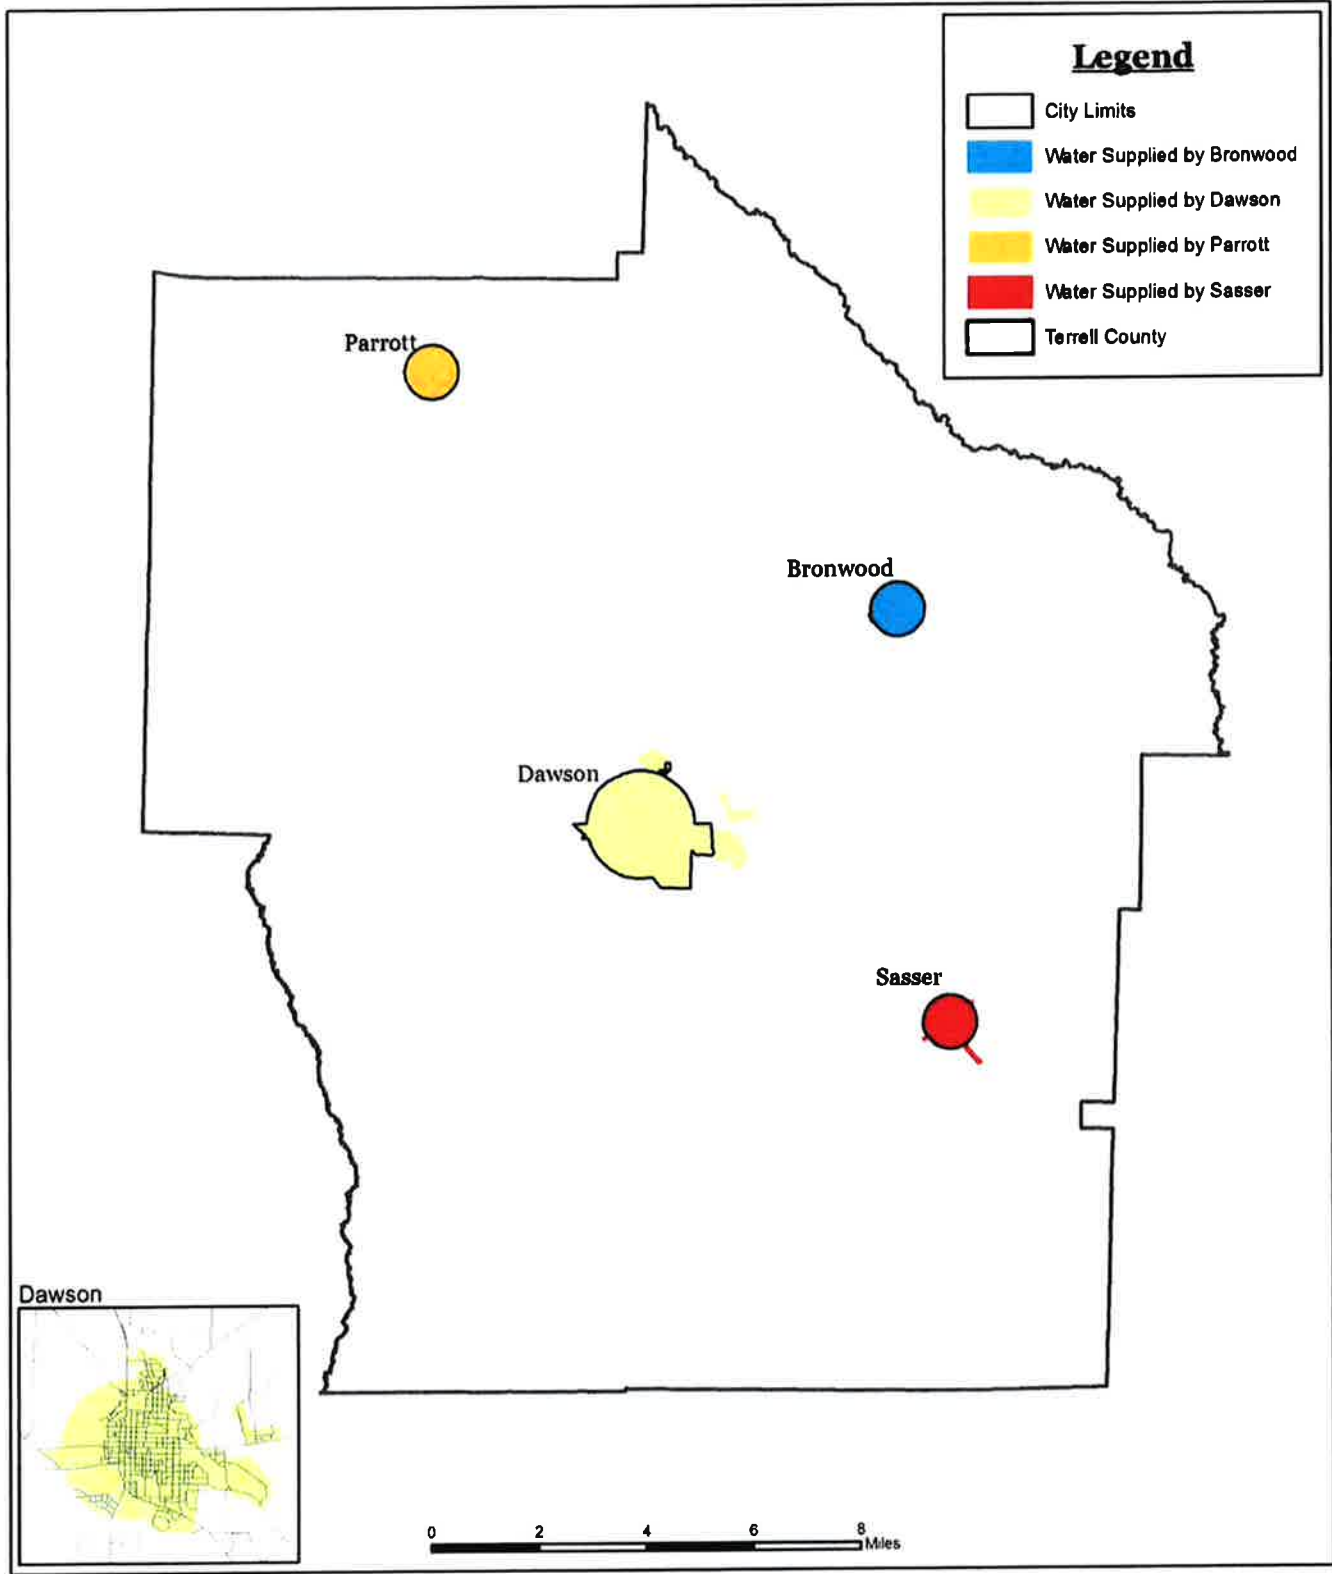 Legend
City Limits
Water Supplied by Bronwood
Water Supplied by Dawson
Water Supplied by Parrott
Water Supplied by Sasser
Terrell County
Parrott
Bronwood
Dawson
Sasser
Dawson
0 2 4 6 8
Miles